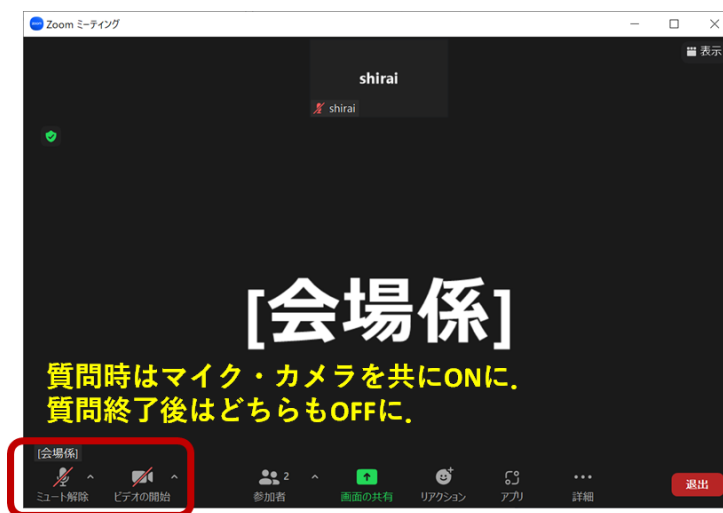 Zoom ミーティング
表示
shirai
shirai
[会場係]
質問時はマイク・カメラを共にONに.
質問終了後はどちらもOFFに.
[会場係]
ミュート解除 ビデオの開始 参加者 2 画面の共有 リアクション アプリ 詳細 退出